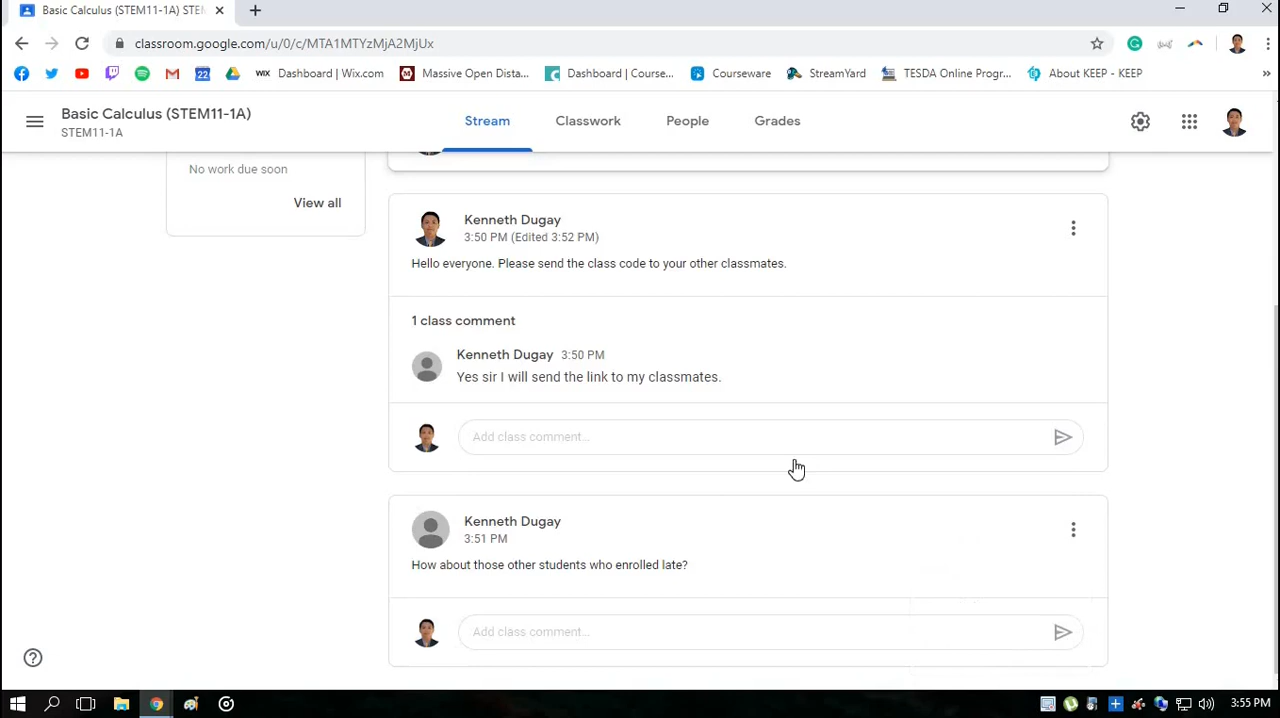 Basic Calculus (STEM11-1A) STEM
classroom.google.com/u/0/c/MTA1MTYzMjA2MjUx
22
WIX Dashboard | Wix.com
Massive Open Dista...
Dashboard | Course...
Courseware
StreamYard
TESDA Online Progr...
About KEEP - KEEP
»
Basic Calculus (STEM11-1A)
STEM11-1A
Stream
Classwork
People
Grades
No work due soon
View all
Kenneth Dugay
3:50 PM (Edited 3:52 PM)
Hello everyone. Please send the class code to your other classmates.
1 class comment
Kenneth Dugay 3:50 PM
Yes sir I will send the link to my classmates.
Add class comment...
Kenneth Dugay
3:51 PM
How about those other students who enrolled late?
Add class comment...
3:55 PM